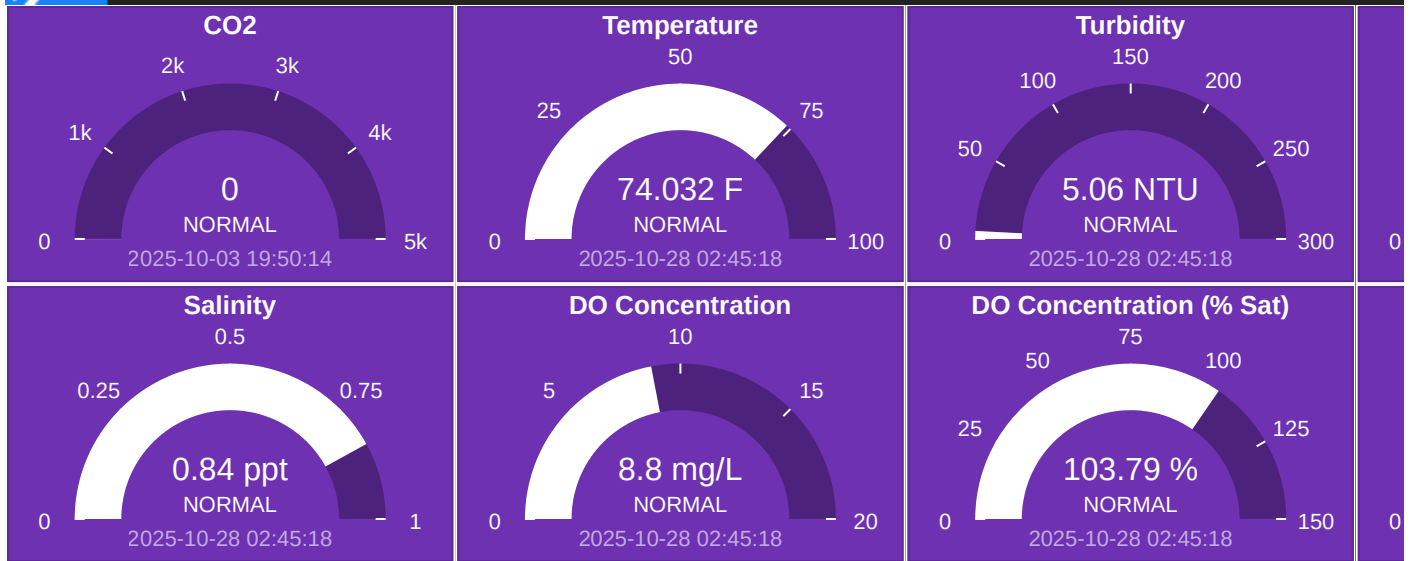 CO2
0
1k
2k
3k
4k
5k
0
NORMAL
2025-10-03 19:50:14
Temperature
0
25
50
75
100
74.032 F
NORMAL
2025-10-28 02:45:18
Turbidity
0
50
100
150
200
250
300
5.06 NTU
NORMAL
2025-10-28 02:45:18
0
Salinity
0
0.25
0.5
0.75
1
0.84 ppt
NORMAL
2025-10-28 02:45:18
DO Concentration
0
5
10
15
20
8.8 mg/L
NORMAL
2025-10-28 02:45:18
DO Concentration (% Sat)
0
25
50
75
100
125
150
103.79 %
NORMAL
2025-10-28 02:45:18
0